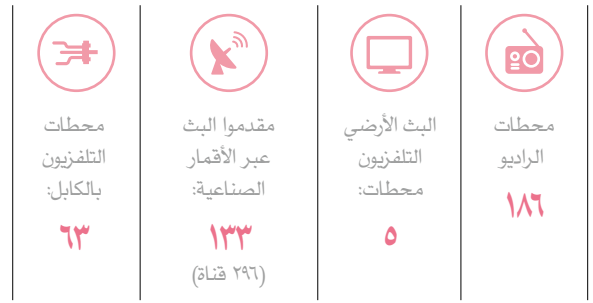 محطات
الراديو
١٨٦
البث الأرضي
التلفزيون
محطات:
٥
مقدموا البث
عبر الأقمار
الصناعية:
١٣٣
(٢٩٦ قناة)
محطات
التلفزيون
بالكابل:
٦٣